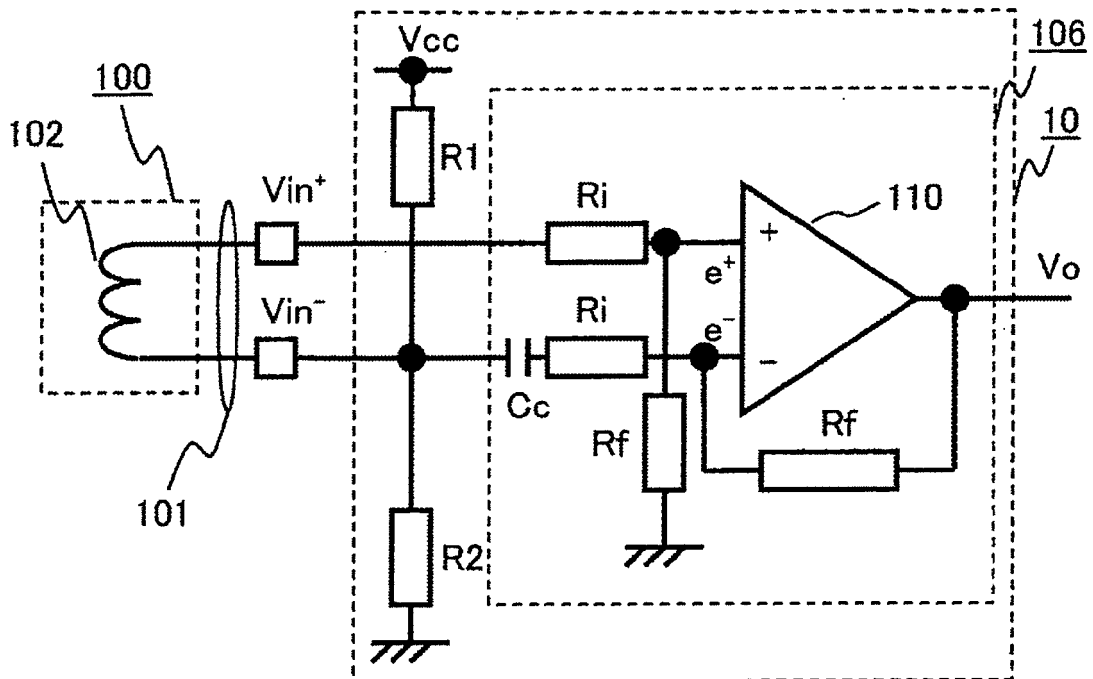 Vcc
106
100
10
102
R1
Vin⁺
Ri
110
+
e⁺
Vo
Vin⁻
Ri
e⁻
−
Cc
Rf
Rf
101
R2